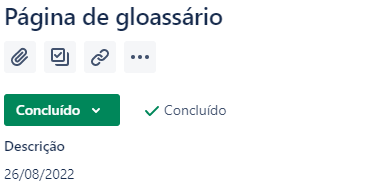 Página de gloassário
Concluído Concluído
Descrição
26/08/2022